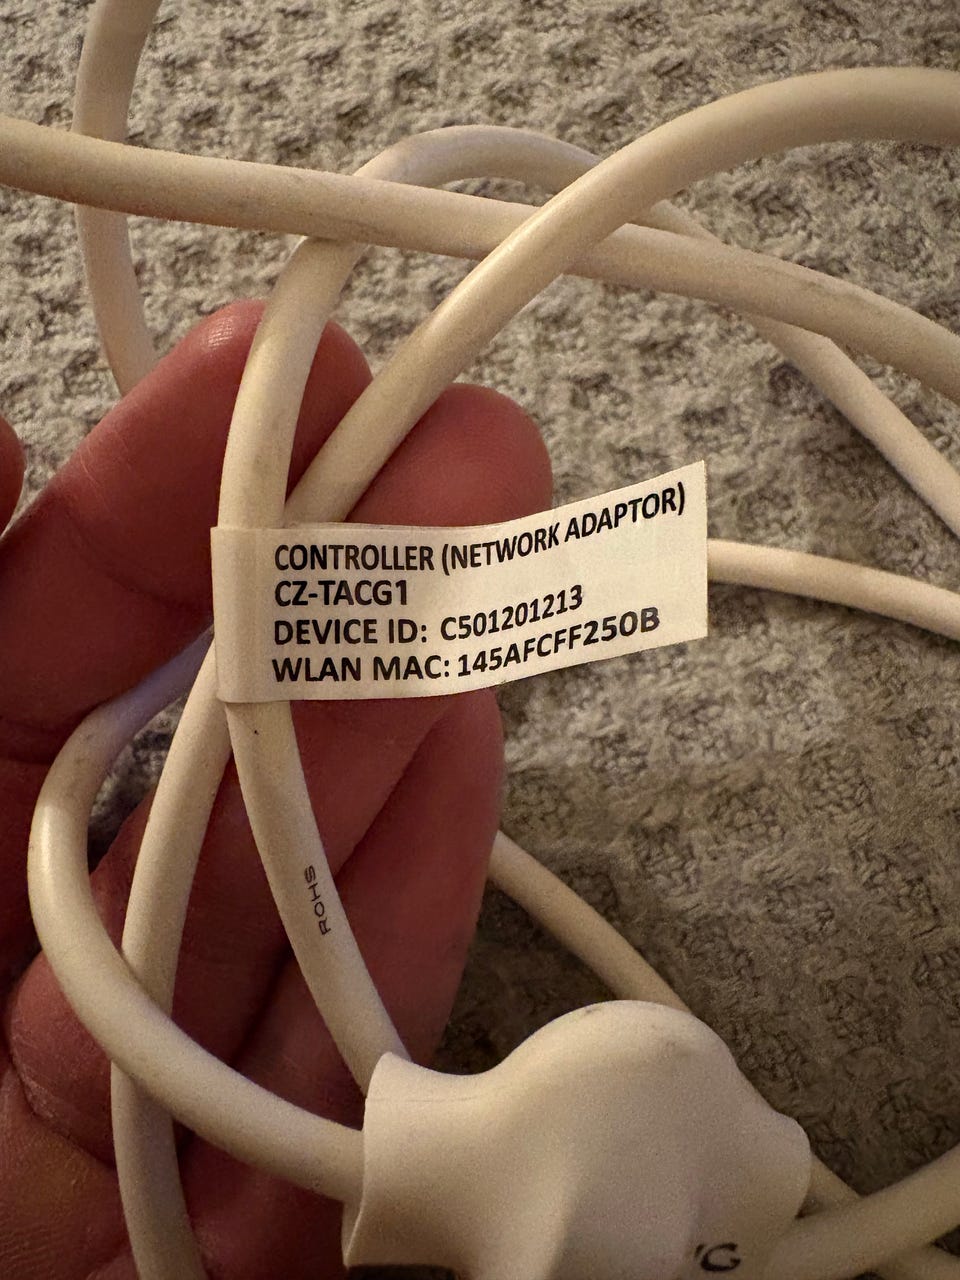 CONTROLLER (NETWORK ADAPTOR)
CZ-TACG1
DEVICE ID: C501201213
WLAN MAC: 145AFCFF250B
ROHS